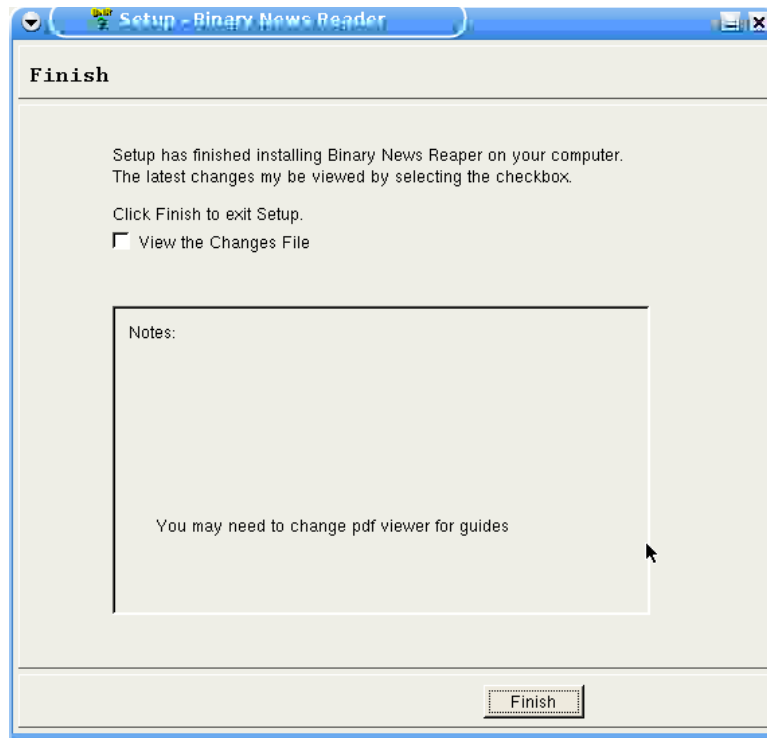 Setup - Binary News Reader
Finish
Setup has finished installing Binary News Reaper on your computer.
The latest changes my be viewed by selecting the checkbox.
Click Finish to exit Setup.
View the Changes File
Notes:
You may need to change pdf viewer for guides
Finish